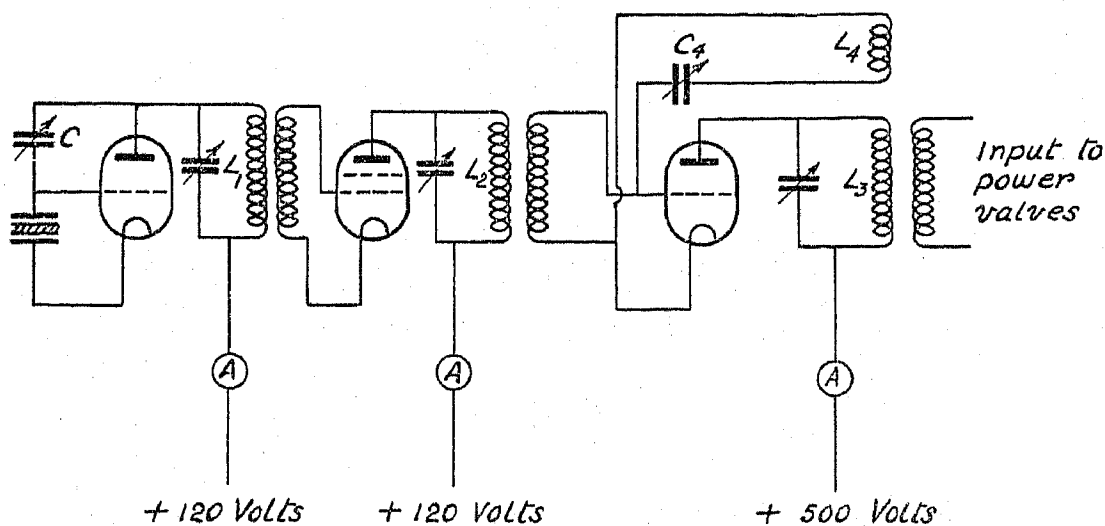 C
L1
A
+ 120 Volts
L2
A
+ 120 Volts
C4
L4
L3
A
+ 500 Volts
Input to
power
valves